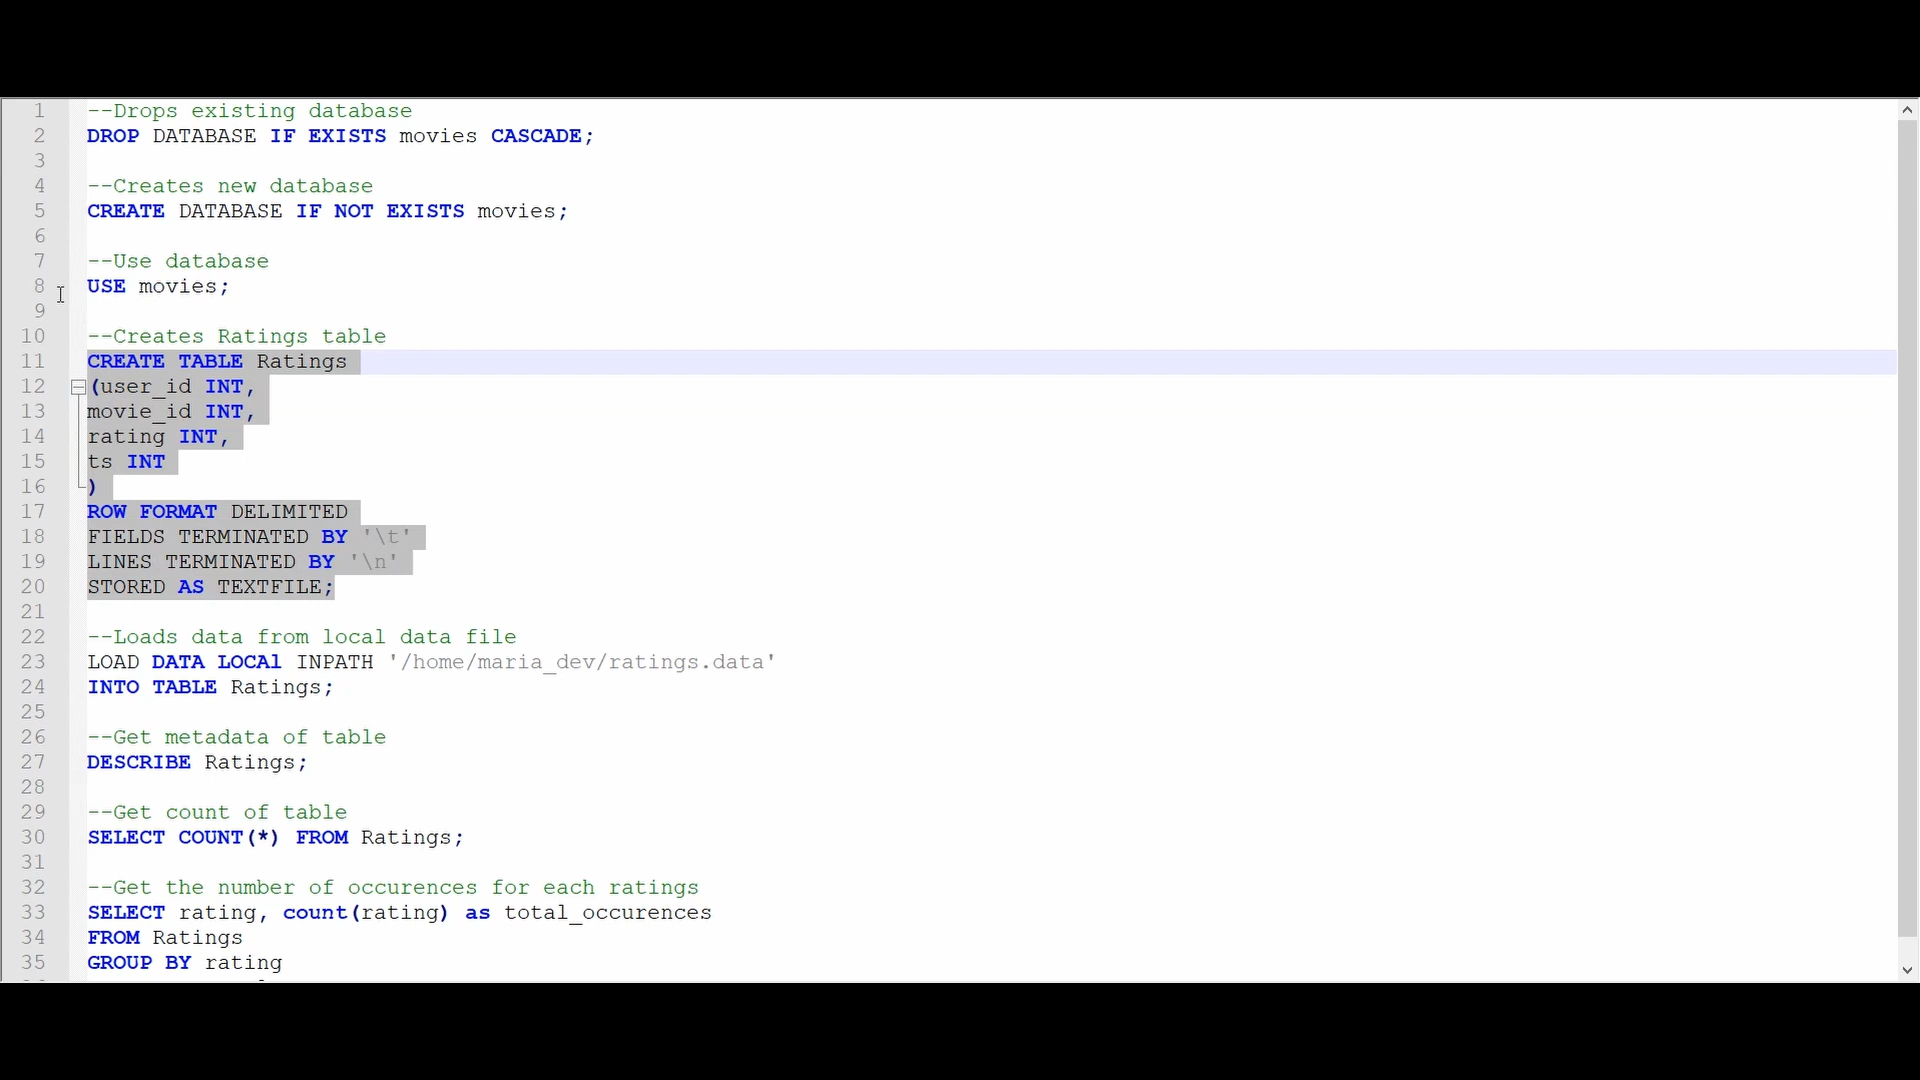 1 --Drops existing database
2 DROP DATABASE IF EXISTS movies CASCADE;
3
4 --Creates new database
5 CREATE DATABASE IF NOT EXISTS movies;
6
7 --Use database
8 USE movies;
9
10 --Creates Ratings table
11 CREATE TABLE Ratings
12 (user_id INT,
13 movie_id INT,
14 rating INT,
15 ts INT
16 )
17 ROW FORMAT DELIMITED
18 FIELDS TERMINATED BY '\t'
19 LINES TERMINATED BY '\n'
20 STORED AS TEXTFILE;
21
22 --Loads data from local data file
23 LOAD DATA LOCAl INPATH '/home/maria_dev/ratings.data'
24 INTO TABLE Ratings;
25
26 --Get metadata of table
27 DESCRIBE Ratings;
28
29 --Get count of table
30 SELECT COUNT(*) FROM Ratings;
31
32 --Get the number of occurences for each ratings
33 SELECT rating, count(rating) as total_occurences
34 FROM Ratings
35 GROUP BY rating